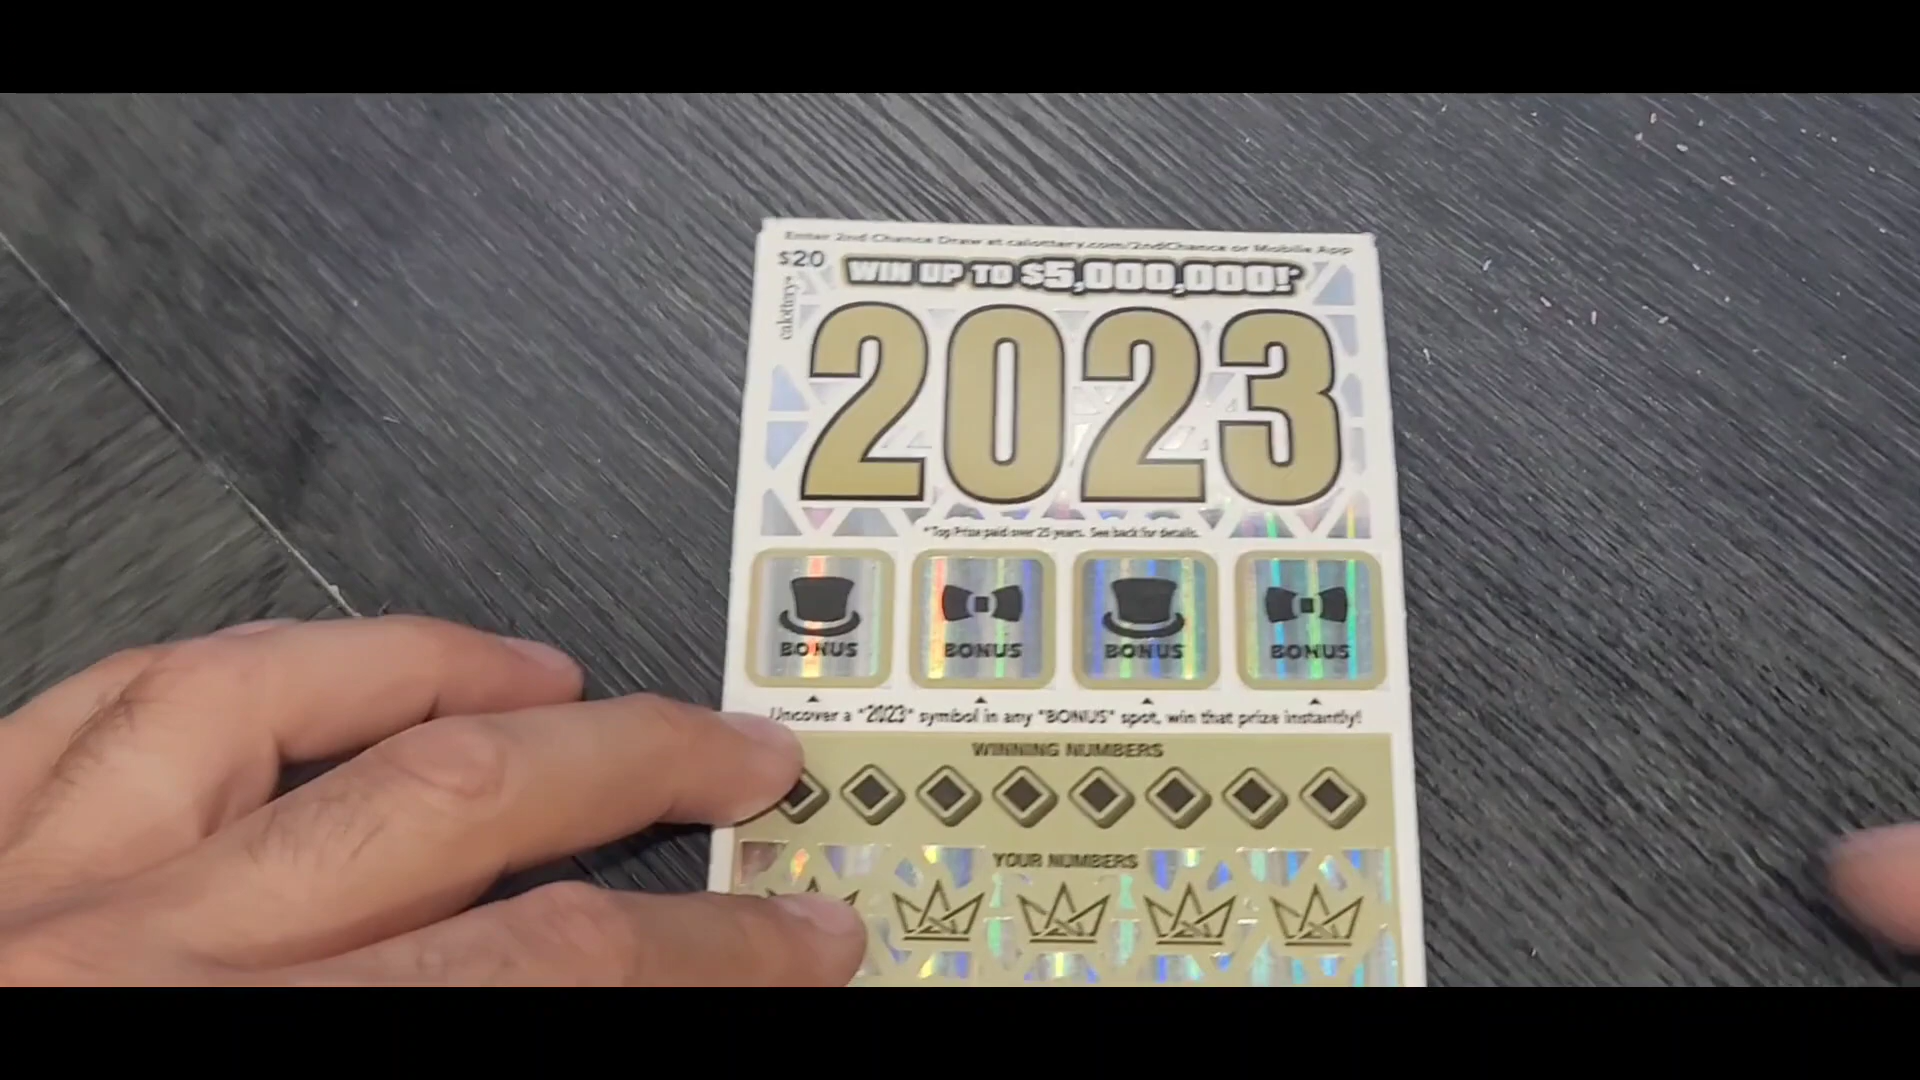 Enter 2nd Chance Draw at calottery.com/2ndChance or Mobile App
$20
calottery
WIN UP TO $5,000,000!*
2023
*Top Prize paid over 25 years. See back for details.
BONUS BONUS BONUS BONUS
Uncover a "2023" symbol in any "BONUS" spot, win that prize instantly!
WINNING NUMBERS
YOUR NUMBERS